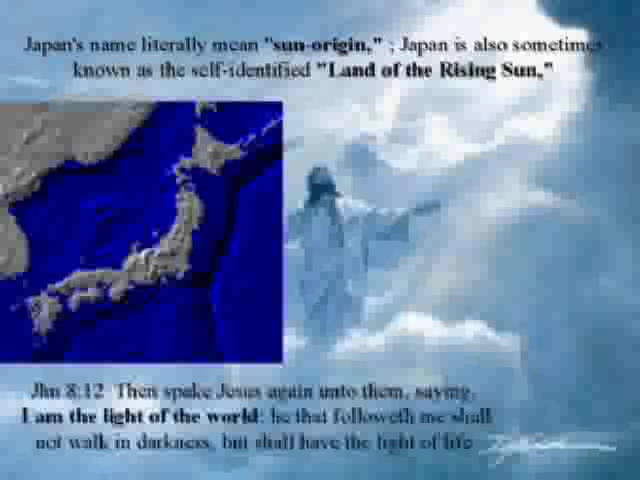 Japan's name literally mean "sun-origin," ; Japan is also sometimes
known as the self-identified "Land of the Rising Sun,"
Jhn 8:12 Then spake Jesus again unto them, saying,
I am the light of the world: he that followeth me shall
not walk in darkness, but shall have the light of life